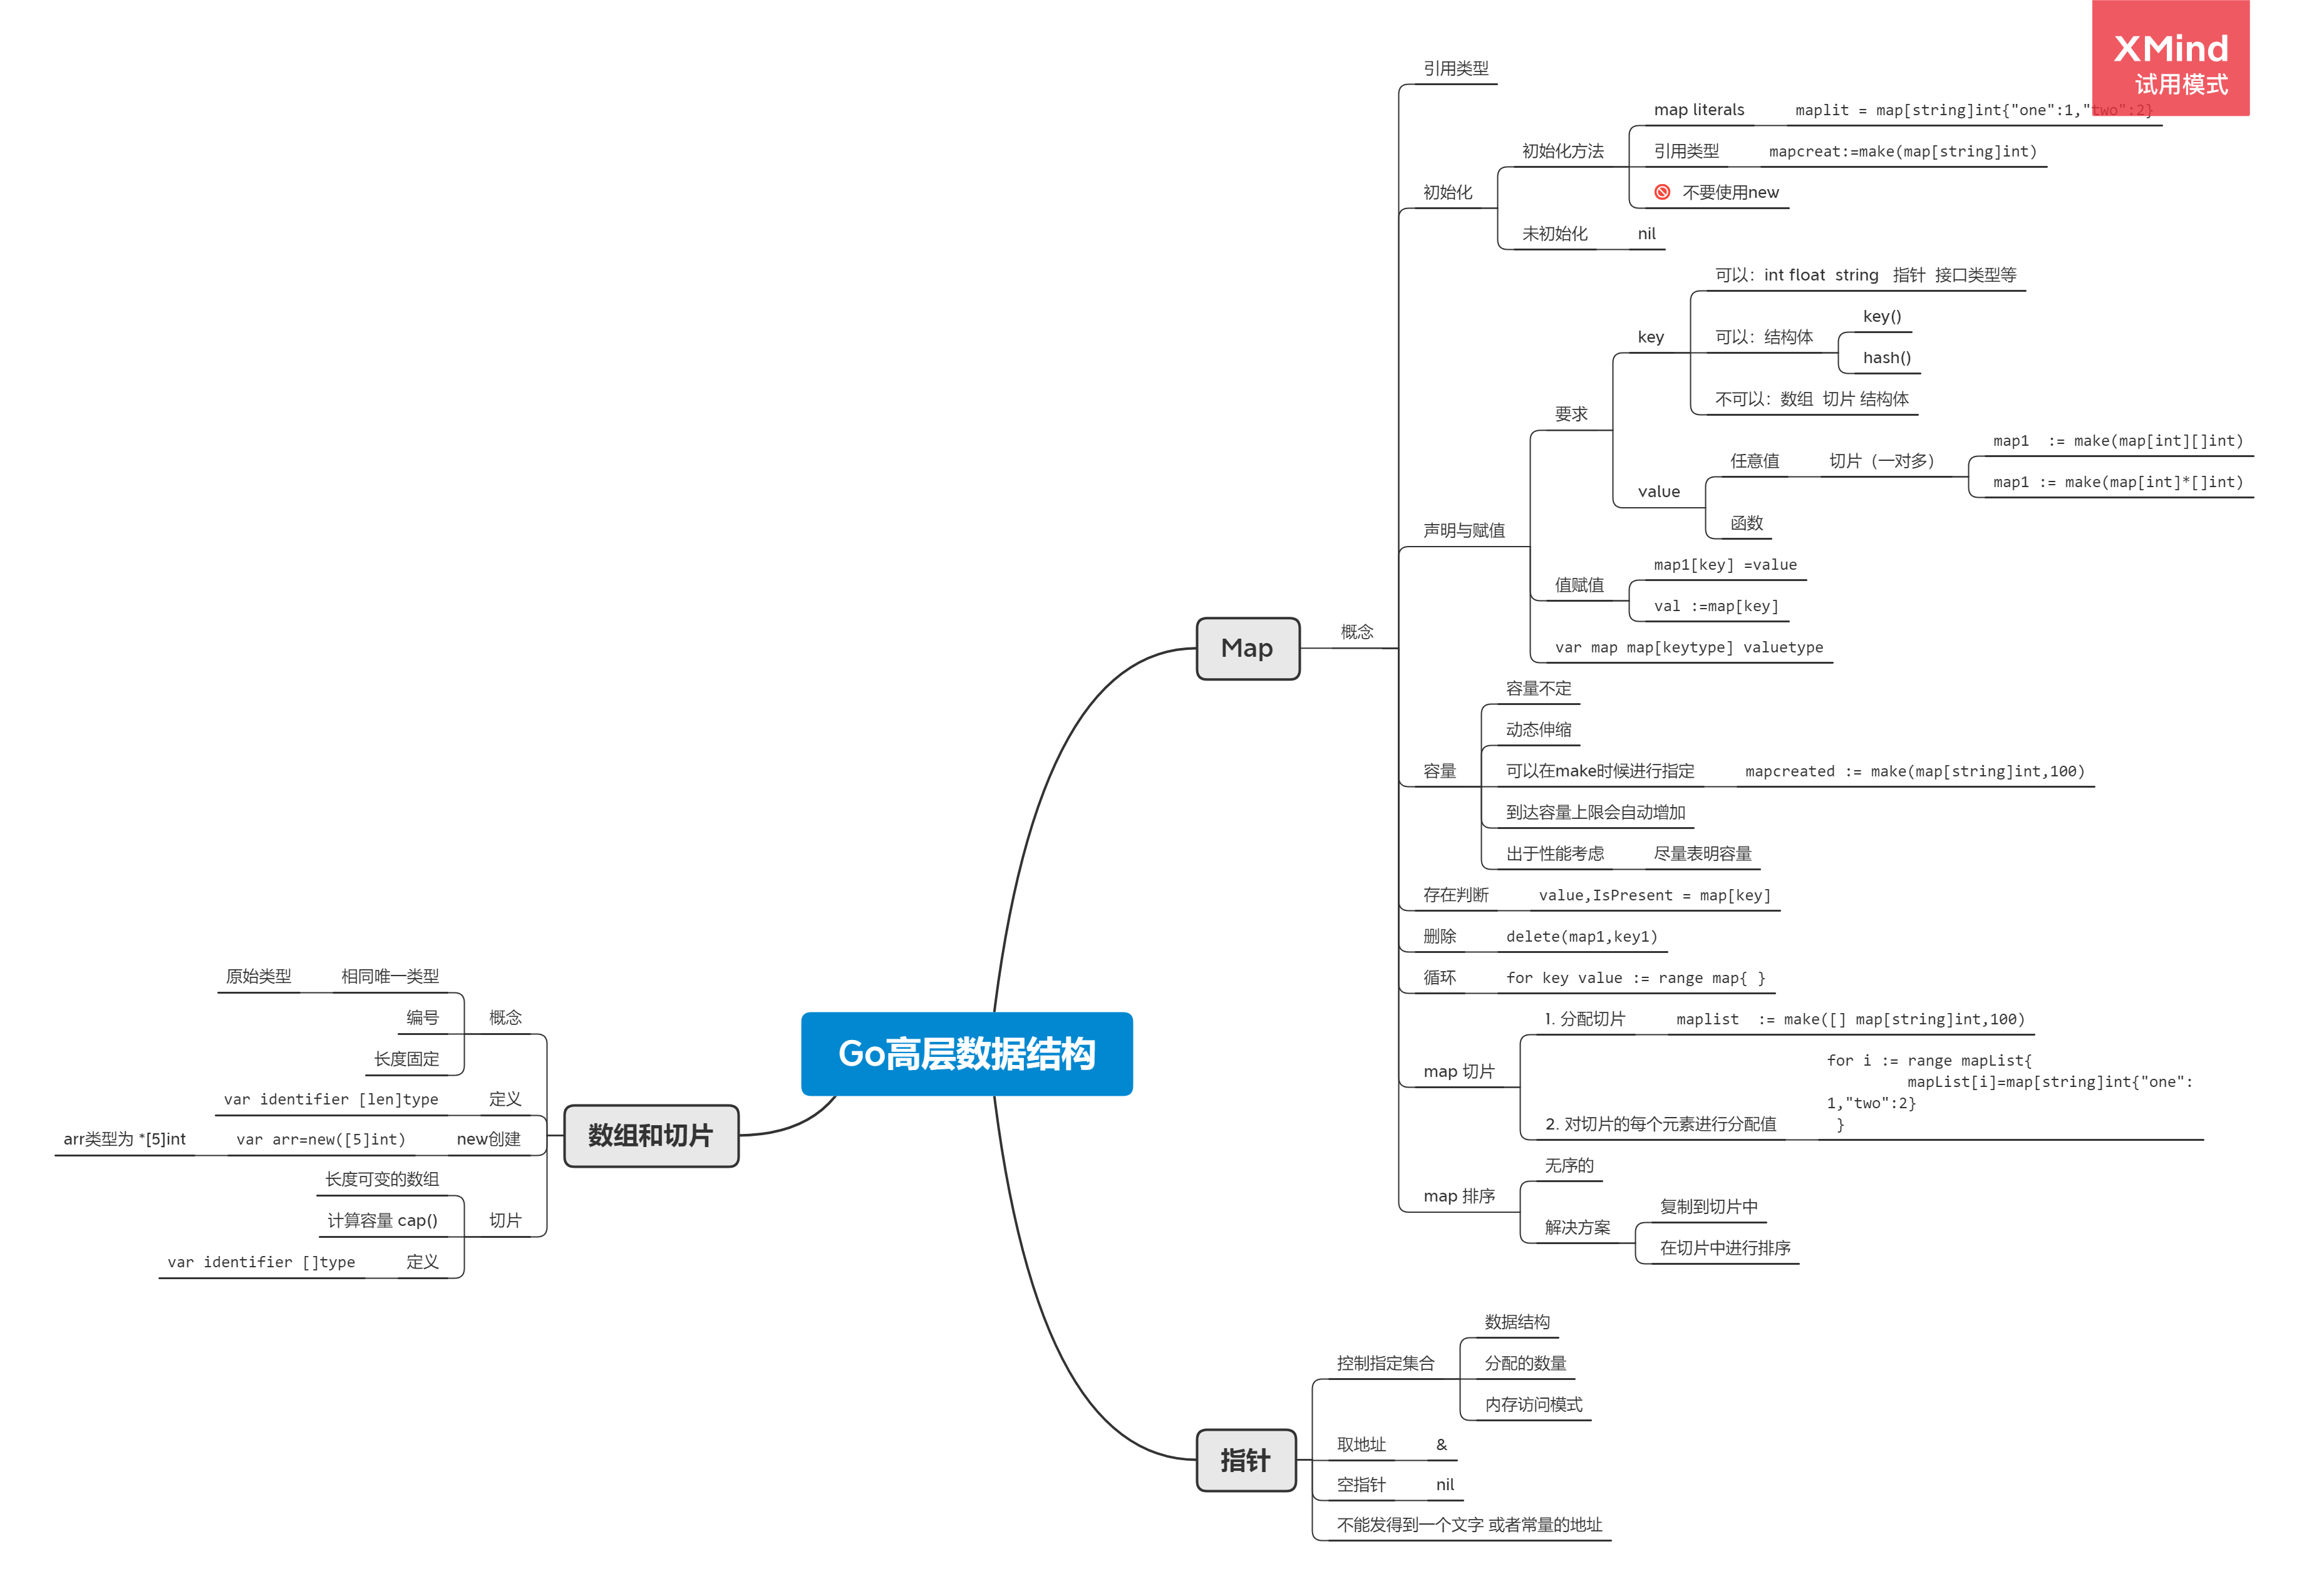 XMind
试用模式
Go高层数据结构
Map
概念
引用类型
初始化
初始化方法
map literals
maplit = map[string]int{"one":1,"two":2}
引用类型
mapcreat:=make(map[string]int)
不要使用new
未初始化
nil
声明与赋值
要求
key
可以：int float  string   指针  接口类型等
可以：结构体
key()
hash()
不可以：数组  切片 结构体
value
任意值
切片（一对多）
map1  := make(map[int][]int)
map1 := make(map[int]*[]int)
函数
值赋值
map1[key] =value
val :=map[key]
var map map[keytype] valuetype
容量
容量不定
动态伸缩
可以在make时候进行指定
mapcreated := make(map[string]int,100)
到达容量上限会自动增加
出于性能考虑
尽量表明容量
存在判断
value,IsPresent = map[key]
删除
delete(map1,key1)
循环
for key value := range map{ }
map 切片
1. 分配切片
maplist  := make([] map[string]int,100)
2. 对切片的每个元素进行分配值
for i := range mapList{
mapList[i]=map[string]int{"one":
1,"two":2}
}
map 排序
无序的
解决方案
复制到切片中
在切片中进行排序
指针
控制指定集合
数据结构
分配的数量
内存访问模式
取地址
&
空指针
nil
不能发得到一个文字 或者常量的地址
数组和切片
概念
相同唯一类型
原始类型
编号
长度固定
定义
var identifier [len]type
new创建
var arr=new([5]int)
arr类型为 *[5]int
切片
长度可变的数组
计算容量 cap()
定义
var identifier []type